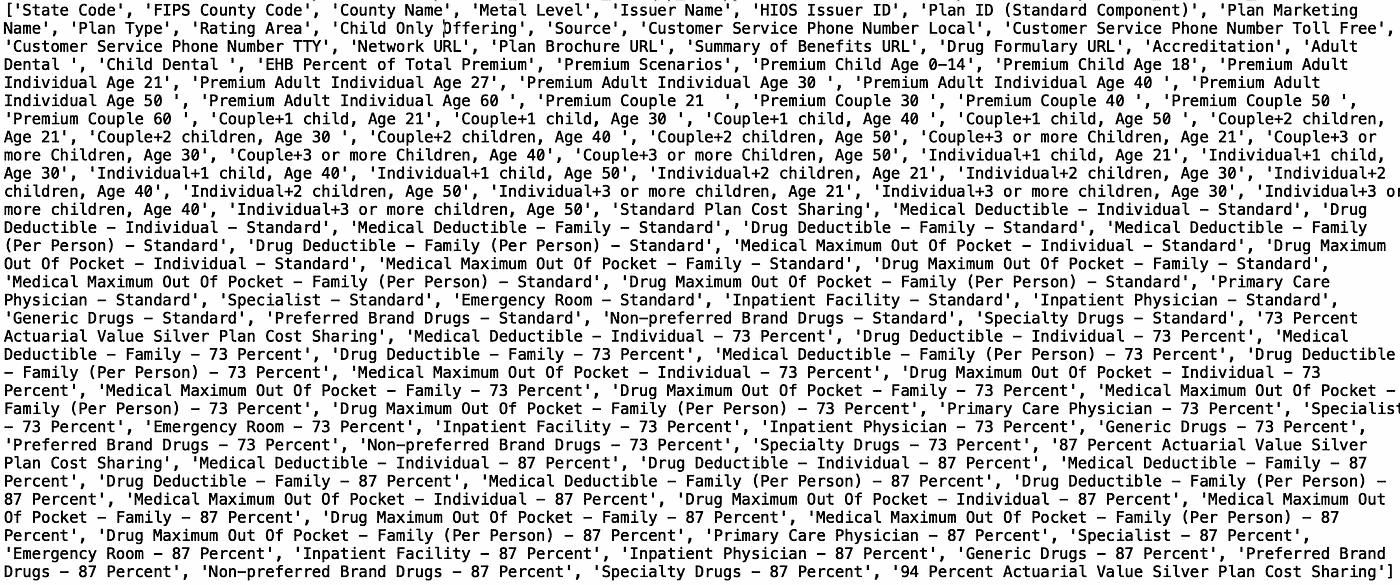 ['State Code', 'FIPS County Code', 'County Name', 'Metal Level', 'Issuer Name', 'HIOS Issuer ID', 'Plan ID (Standard Component)', 'Plan Marketing
Name', 'Plan Type', 'Rating Area', 'Child Only Offering', 'Source', 'Customer Service Phone Number Local', 'Customer Service Phone Number Toll Free',
'Customer Service Phone Number TTY', 'Network URL', 'Plan Brochure URL', 'Summary of Benefits URL', 'Drug Formulary URL', 'Accreditation', 'Adult
Dental ', 'Child Dental ', 'EHB Percent of Total Premium', 'Premium Scenarios', 'Premium Child Age 0-14', 'Premium Child Age 18', 'Premium Adult
Individual Age 21', 'Premium Adult Individual Age 27', 'Premium Adult Individual Age 30 ', 'Premium Adult Individual Age 40 ', 'Premium Adult
Individual Age 50 ', 'Premium Adult Individual Age 60 ', 'Premium Couple 21  ', 'Premium Couple 30 ', 'Premium Couple 40 ', 'Premium Couple 50 ',
'Premium Couple 60 ', 'Couple+1 child, Age 21', 'Couple+1 child, Age 30 ', 'Couple+1 child, Age 40 ', 'Couple+1 child, Age 50 ', 'Couple+2 children,
Age 21', 'Couple+2 children, Age 30 ', 'Couple+2 children, Age 40 ', 'Couple+2 children, Age 50', 'Couple+3 or more Children, Age 21', 'Couple+3 or
more Children, Age 30', 'Couple+3 or more Children, Age 40', 'Couple+3 or more Children, Age 50', 'Individual+1 child, Age 21', 'Individual+1 child,
Age 30', 'Individual+1 child, Age 40', 'Individual+1 child, Age 50', 'Individual+2 children, Age 21', 'Individual+2 children, Age 30', 'Individual+2
children, Age 40', 'Individual+2 children, Age 50', 'Individual+3 or more children, Age 21', 'Individual+3 or more children, Age 30', 'Individual+3 or
more children, Age 40', 'Individual+3 or more children, Age 50', 'Standard Plan Cost Sharing', 'Medical Deductible - Individual - Standard', 'Drug
Deductible - Individual - Standard', 'Medical Deductible - Family - Standard', 'Drug Deductible - Family - Standard', 'Medical Deductible - Family
(Per Person) - Standard', 'Drug Deductible - Family (Per Person) - Standard', 'Medical Maximum Out Of Pocket - Individual - Standard', 'Drug Maximum
Out Of Pocket - Individual - Standard', 'Medical Maximum Out Of Pocket - Family - Standard', 'Drug Maximum Out Of Pocket - Family - Standard',
'Medical Maximum Out Of Pocket - Family (Per Person) - Standard', 'Drug Maximum Out Of Pocket - Family (Per Person) - Standard', 'Primary Care
Physician - Standard', 'Specialist - Standard', 'Emergency Room - Standard', 'Inpatient Facility - Standard', 'Inpatient Physician - Standard',
'Generic Drugs - Standard', 'Preferred Brand Drugs - Standard', 'Non-preferred Brand Drugs - Standard', 'Specialty Drugs - Standard', '73 Percent
Actuarial Value Silver Plan Cost Sharing', 'Medical Deductible - Individual - 73 Percent', 'Drug Deductible - Individual - 73 Percent', 'Medical
Deductible - Family - 73 Percent', 'Drug Deductible - Family - 73 Percent', 'Medical Deductible - Family (Per Person) - 73 Percent', 'Drug Deductible
- Family (Per Person) - 73 Percent', 'Medical Maximum Out Of Pocket - Individual - 73 Percent', 'Drug Maximum Out Of Pocket - Individual - 73
Percent', 'Medical Maximum Out Of Pocket - Family - 73 Percent', 'Drug Maximum Out Of Pocket - Family - 73 Percent', 'Medical Maximum Out Of Pocket -
Family (Per Person) - 73 Percent', 'Drug Maximum Out Of Pocket - Family (Per Person) - 73 Percent', 'Primary Care Physician - 73 Percent', 'Specialist
- 73 Percent', 'Emergency Room - 73 Percent', 'Inpatient Facility - 73 Percent', 'Inpatient Physician - 73 Percent', 'Generic Drugs - 73 Percent',
'Preferred Brand Drugs - 73 Percent', 'Non-preferred Brand Drugs - 73 Percent', 'Specialty Drugs - 73 Percent', '87 Percent Actuarial Value Silver
Plan Cost Sharing', 'Medical Deductible - Individual - 87 Percent', 'Drug Deductible - Individual - 87 Percent', 'Medical Deductible - Family - 87
Percent', 'Drug Deductible - Family - 87 Percent', 'Medical Deductible - Family (Per Person) - 87 Percent', 'Drug Deductible - Family (Per Person) -
87 Percent', 'Medical Maximum Out Of Pocket - Individual - 87 Percent', 'Drug Maximum Out Of Pocket - Individual - 87 Percent', 'Medical Maximum Out
Of Pocket - Family - 87 Percent', 'Drug Maximum Out Of Pocket - Family - 87 Percent', 'Medical Maximum Out Of Pocket - Family (Per Person) - 87
Percent', 'Drug Maximum Out Of Pocket - Family (Per Person) - 87 Percent', 'Primary Care Physician - 87 Percent', 'Specialist - 87 Percent',
'Emergency Room - 87 Percent', 'Inpatient Facility - 87 Percent', 'Inpatient Physician - 87 Percent', 'Generic Drugs - 87 Percent', 'Preferred Brand
Drugs - 87 Percent', 'Non-preferred Brand Drugs - 87 Percent', 'Specialty Drugs - 87 Percent', '94 Percent Actuarial Value Silver Plan Cost Sharing']